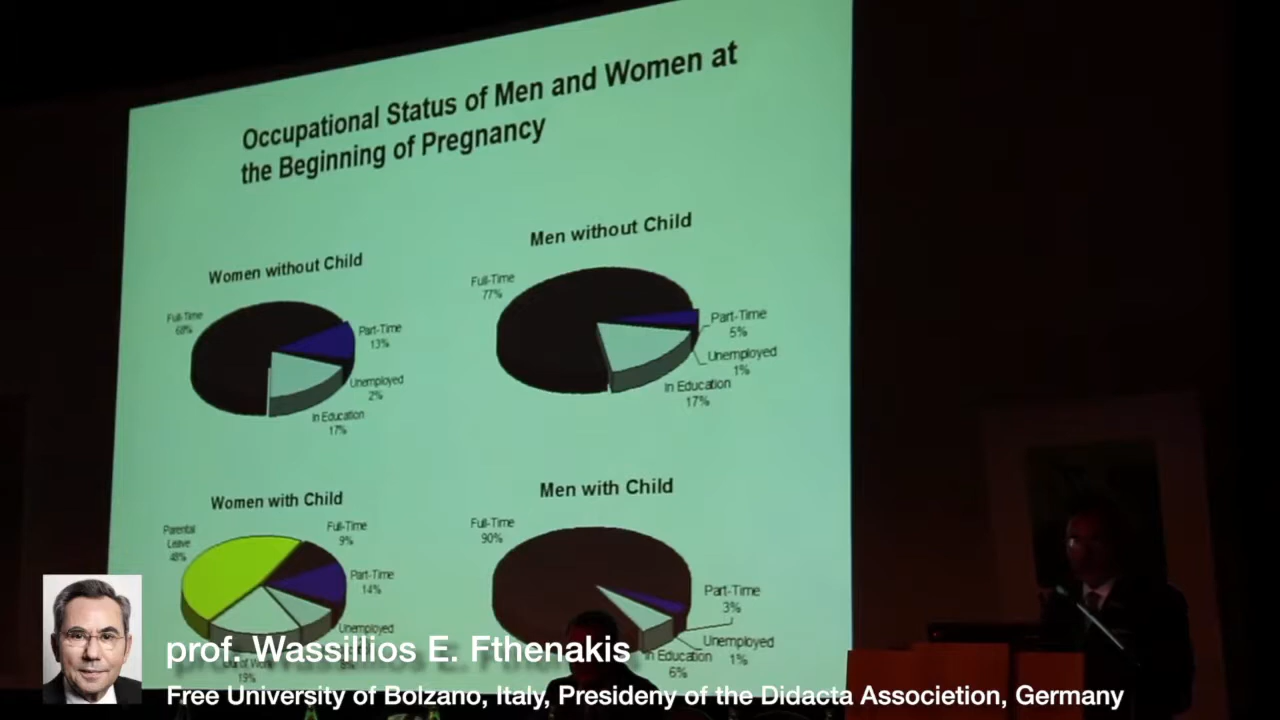 Occupational Status of Men and Women at
the Beginning of Pregnancy
Women without Child
Full-Time
68%
Part-Time
13%
Unemployed
2%
In Education
17%
Men without Child
Full-Time
77%
Part-Time
5%
Unemployed
1%
In Education
17%
Women with Child
Parental
Leave
48%
Full-Time
9%
Part-Time
14%
Unemployed
19%
Men with Child
Full-Time
90%
Part-Time
3%
Unemployed
1%
In Education
6%
prof. Wassillios E. Fthenakis
Free University of Bolzano, Italy, Presideny of the Didacta Associetion, Germany